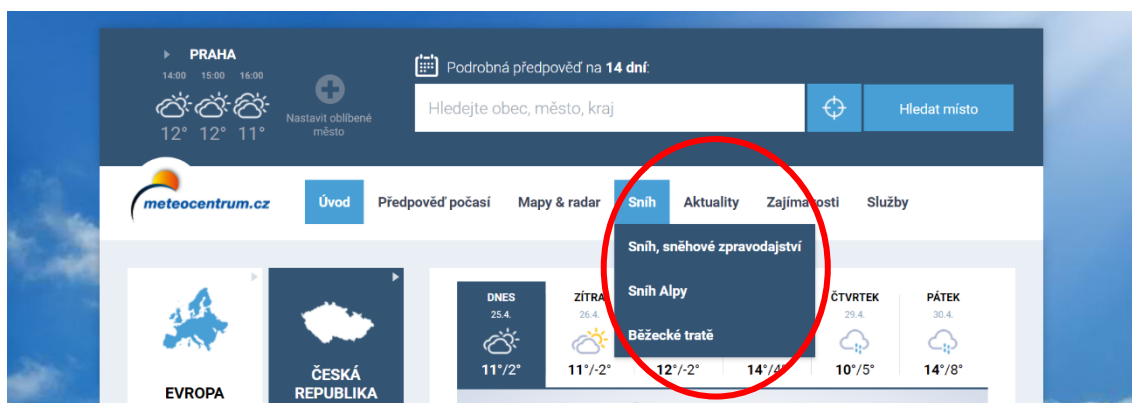 PRAHA
14:00 15:00 16:00
12° 12° 11°
Nastavit oblíbené
město
Podrobná předpověď na 14 dní:
Hledejte obec, město, kraj
Hledat místo
meteocentrum.cz
Úvod Předpověď počasí Mapy & radar Sníh Aktuality Zajímavosti Služby
Sníh, sněhové zpravodajství
Sníh Alpy
Běžecké tratě
EVROPA
ČESKÁ
REPUBLIKA
DNES ZÍTRA ČTVRTEK PÁTEK
25.4. 26.4. 29.4. 30.4.
11°/2° 11°/-2° 12°/-2° 14°/4° 10°/5° 14°/8°